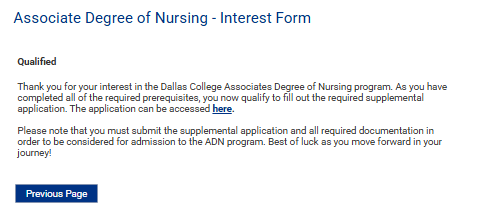 Associate Degree of Nursing - Interest Form
Qualified
Thank you for your interest in the Dallas College Associates Degree of Nursing program. As you have
completed all of the required prerequisites, you now qualify to fill out the required supplemental
application. The application can be accessed here.
Please note that you must submit the supplemental application and all required documentation in
order to be considered for admission to the ADN program. Best of luck as you move forward in your
journey!
Previous Page